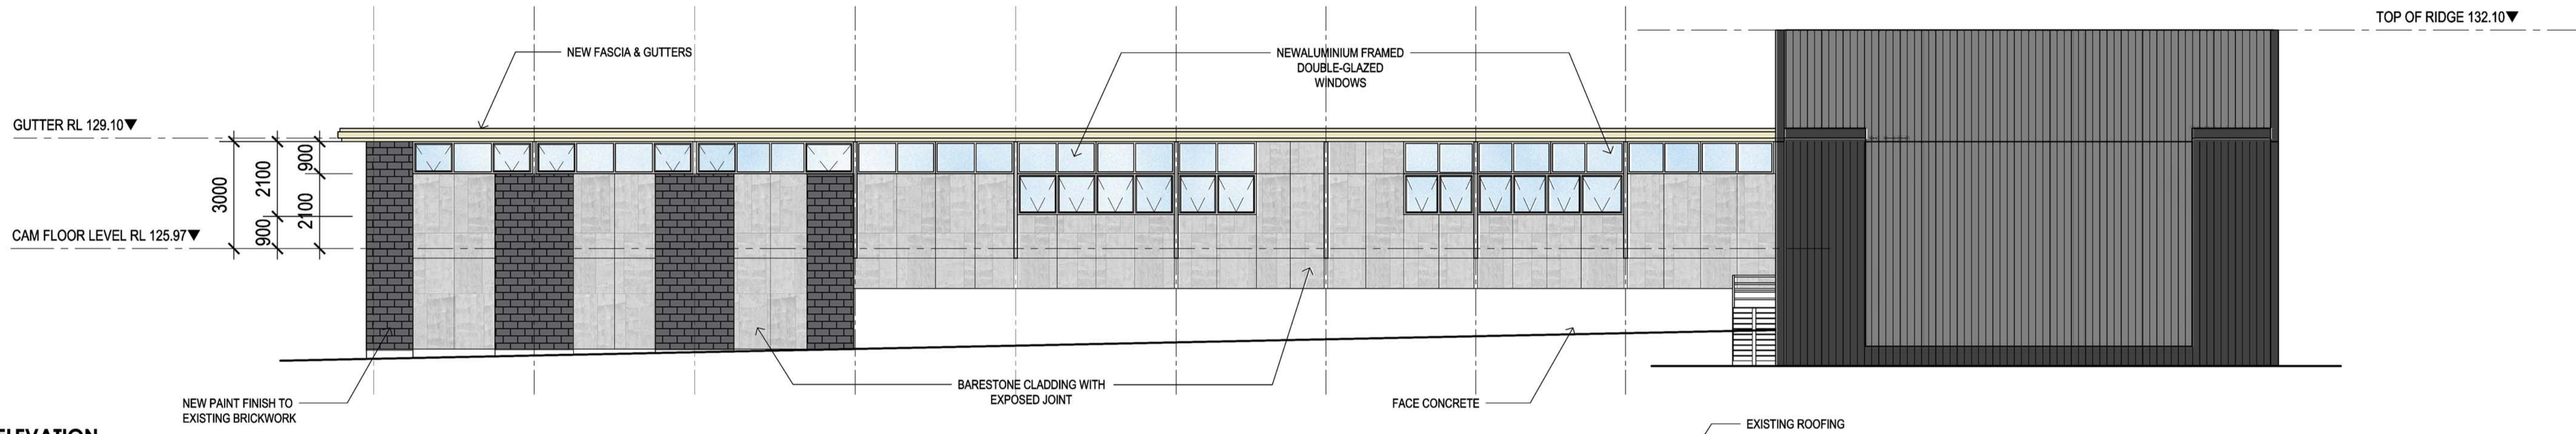 TOP OF RIDGE 132.10▼
NEW FASCIA & GUTTERS
NEWALUMINIUM FRAMED
DOUBLE-GLAZED
WINDOWS
GUTTER RL 129.10▼
3000
2100
900
900
2100
CAM FLOOR LEVEL RL 125.97▼
NEW PAINT FINISH TO
EXISTING BRICKWORK
BARESTONE CLADDING WITH
EXPOSED JOINT
FACE CONCRETE
EXISTING ROOFING